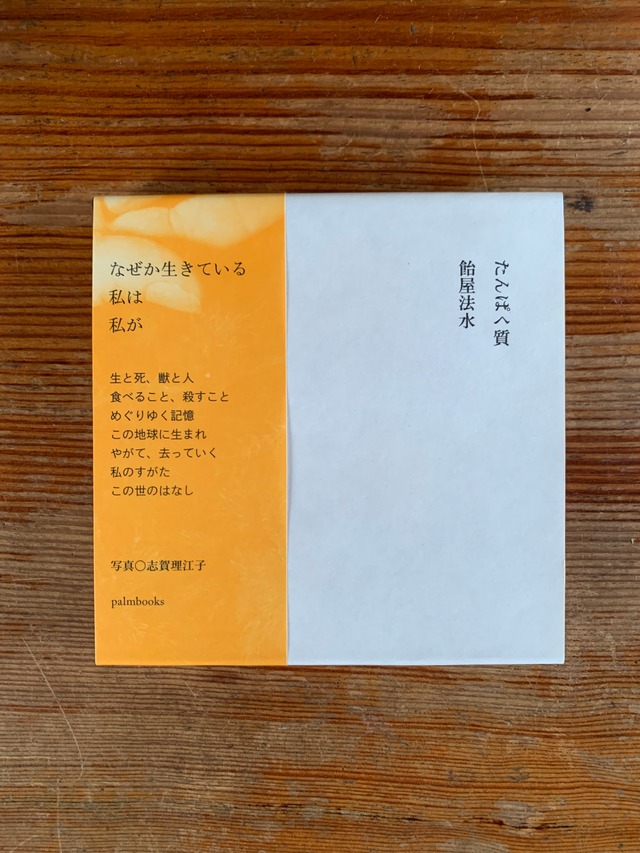 なぜか生きている
私は
私が
生と死、獣と人
食べること、殺すこと
めぐりゆく記憶
この地球に生まれ
やがて、去っていく
私のすがた
この世のはなし
写真○志賀理江子
palmbooks
たんぱく質
飴屋法水